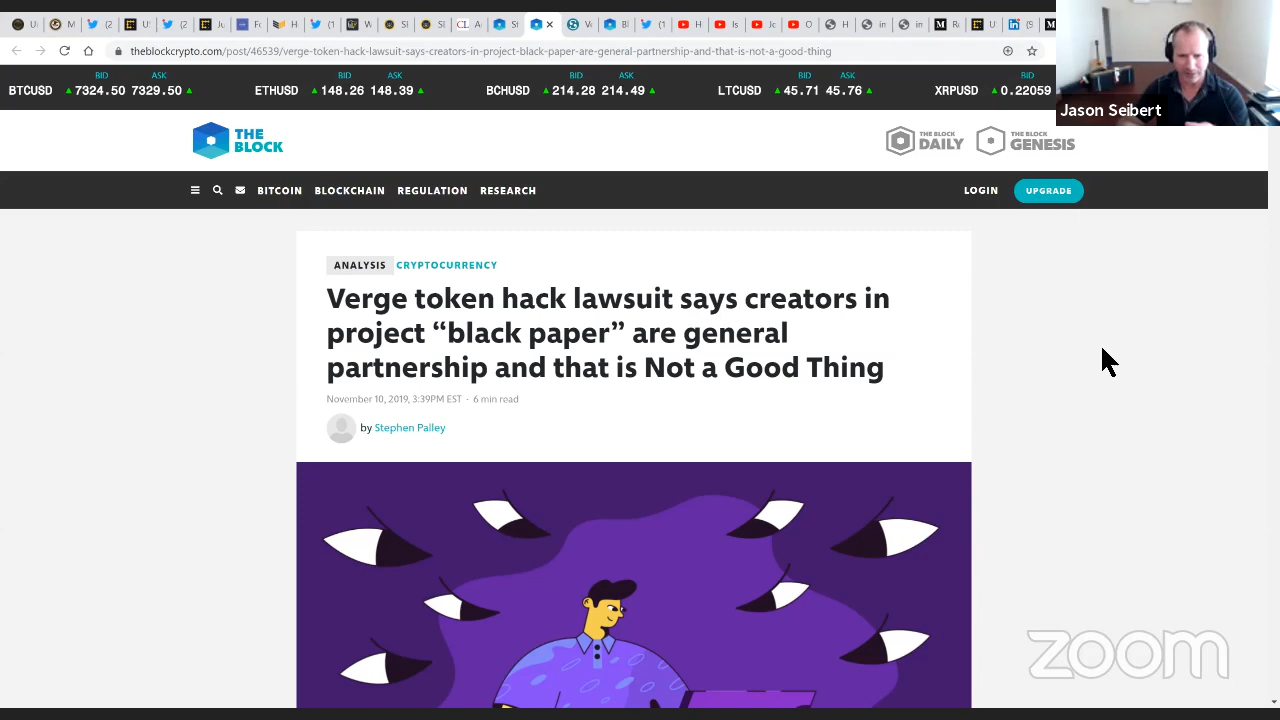 theblockcrypto.com/post/46539/verge-token-hack-lawsuit-says-creators-in-project-black-paper-are-general-partnership-and-that-is-not-a-good-thing
BID ASK
BTCUSD 7324.50 7329.50
BID ASK
ETHUSD 148.26 148.39
BID ASK
BCHUSD 214.28 214.49
BID ASK
LTCUSD 45.71 45.76
BID
XRPUSD 0.22059
Jason Seibert
THE BLOCK
THE BLOCK DAILY
THE BLOCK GENESIS
BITCOIN BLOCKCHAIN REGULATION RESEARCH
LOGIN UPGRADE
ANALYSIS CRYPTOCURRENCY
Verge token hack lawsuit says creators in
project “black paper” are general
partnership and that is Not a Good Thing
November 10, 2019, 3:39PM EST · 6 min read
by Stephen Palley
zoom